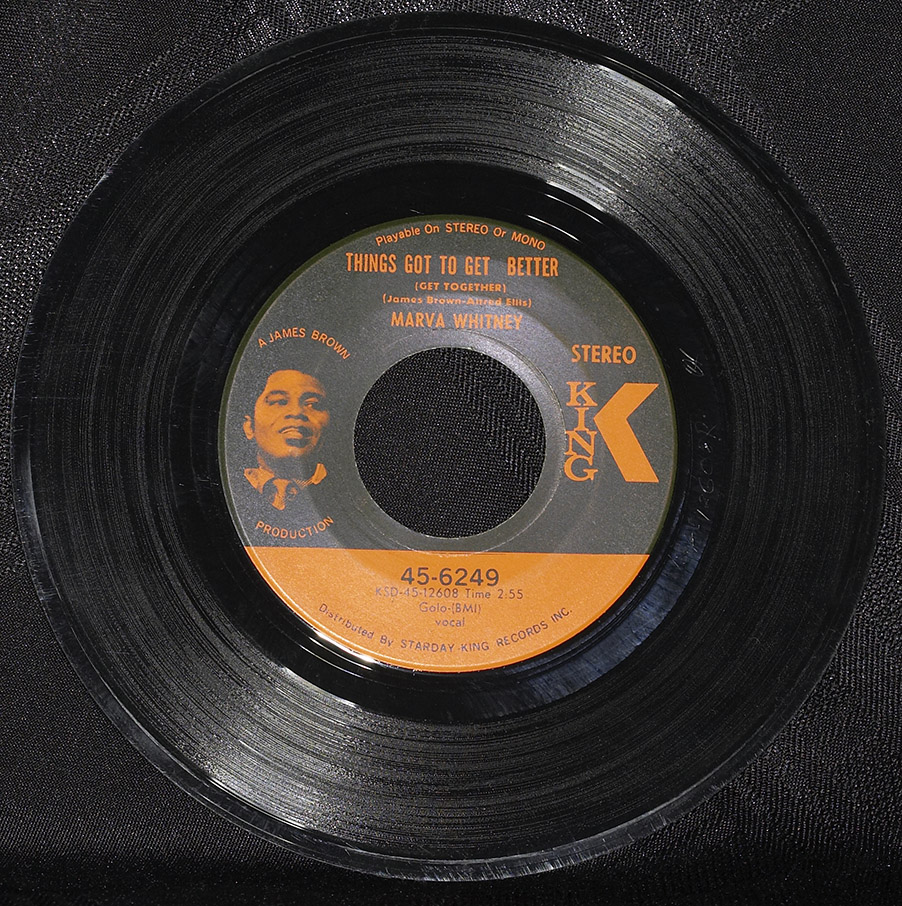 Playable On STEREO Or MONO
THINGS GOT TO GET BETTER
(GET TOGETHER)
(James Brown-Alfred Ellis)
MARVA WHITNEY
A JAMES BROWN
PRODUCTION
STEREO
KING
K
45-6249
KSD-45-12608 Time 2:55
Golo-(BMI)
vocal
Distributed By STARDAY-KING RECORDS INC.